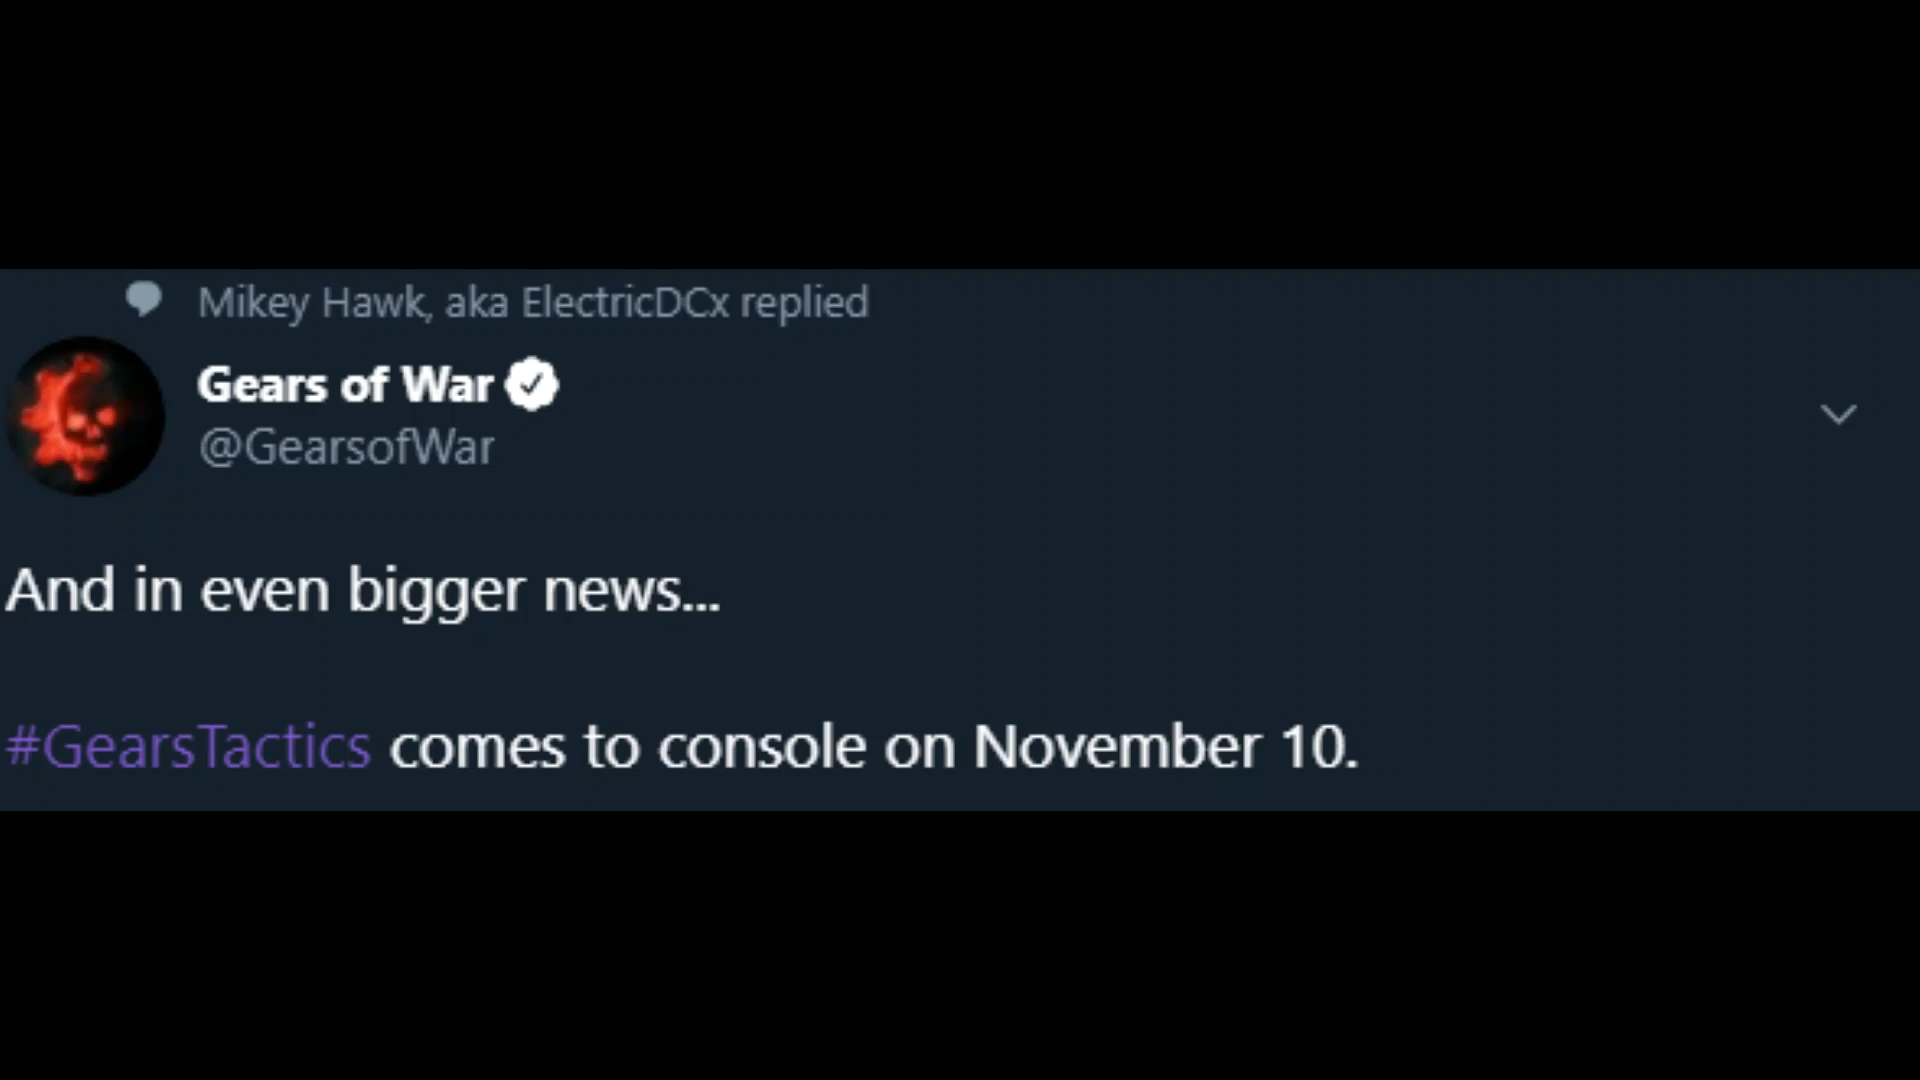 Mikey Hawk, aka ElectricDCx replied
Gears of War
@GearsofWar
And in even bigger news...
#GearsTactics comes to console on November 10.